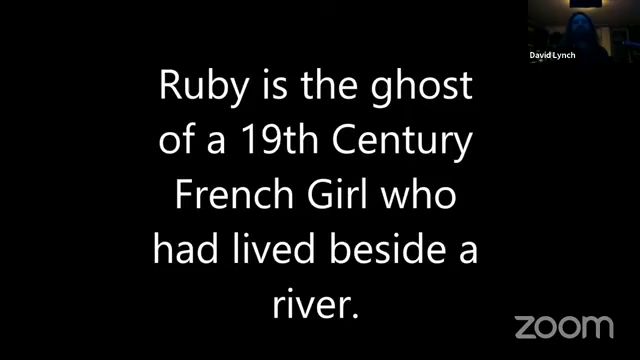 David Lynch
Ruby is the ghost
of a 19th Century
French Girl who
had lived beside a
river.
zoom